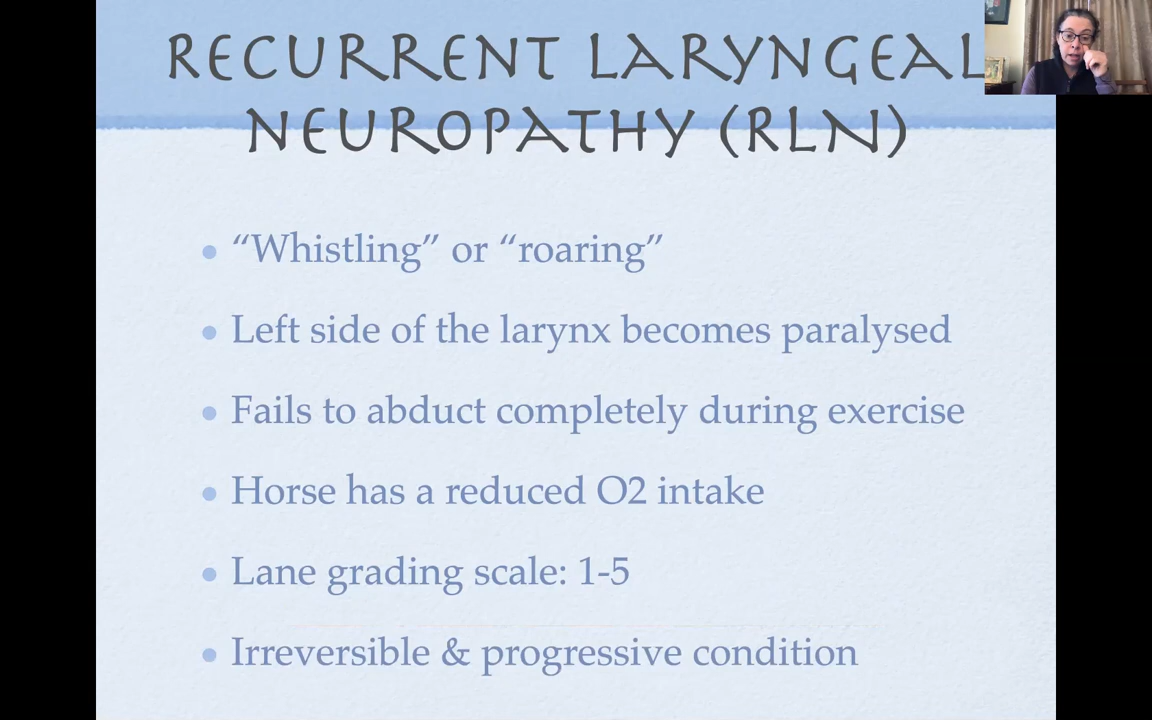 RECURRENT LARYNGEAL
NEUROPATHY (RLN)
• “Whistling” or “roaring”
• Left side of the larynx becomes paralysed
• Fails to abduct completely during exercise
• Horse has a reduced O2 intake
• Lane grading scale: 1-5
• Irreversible & progressive condition